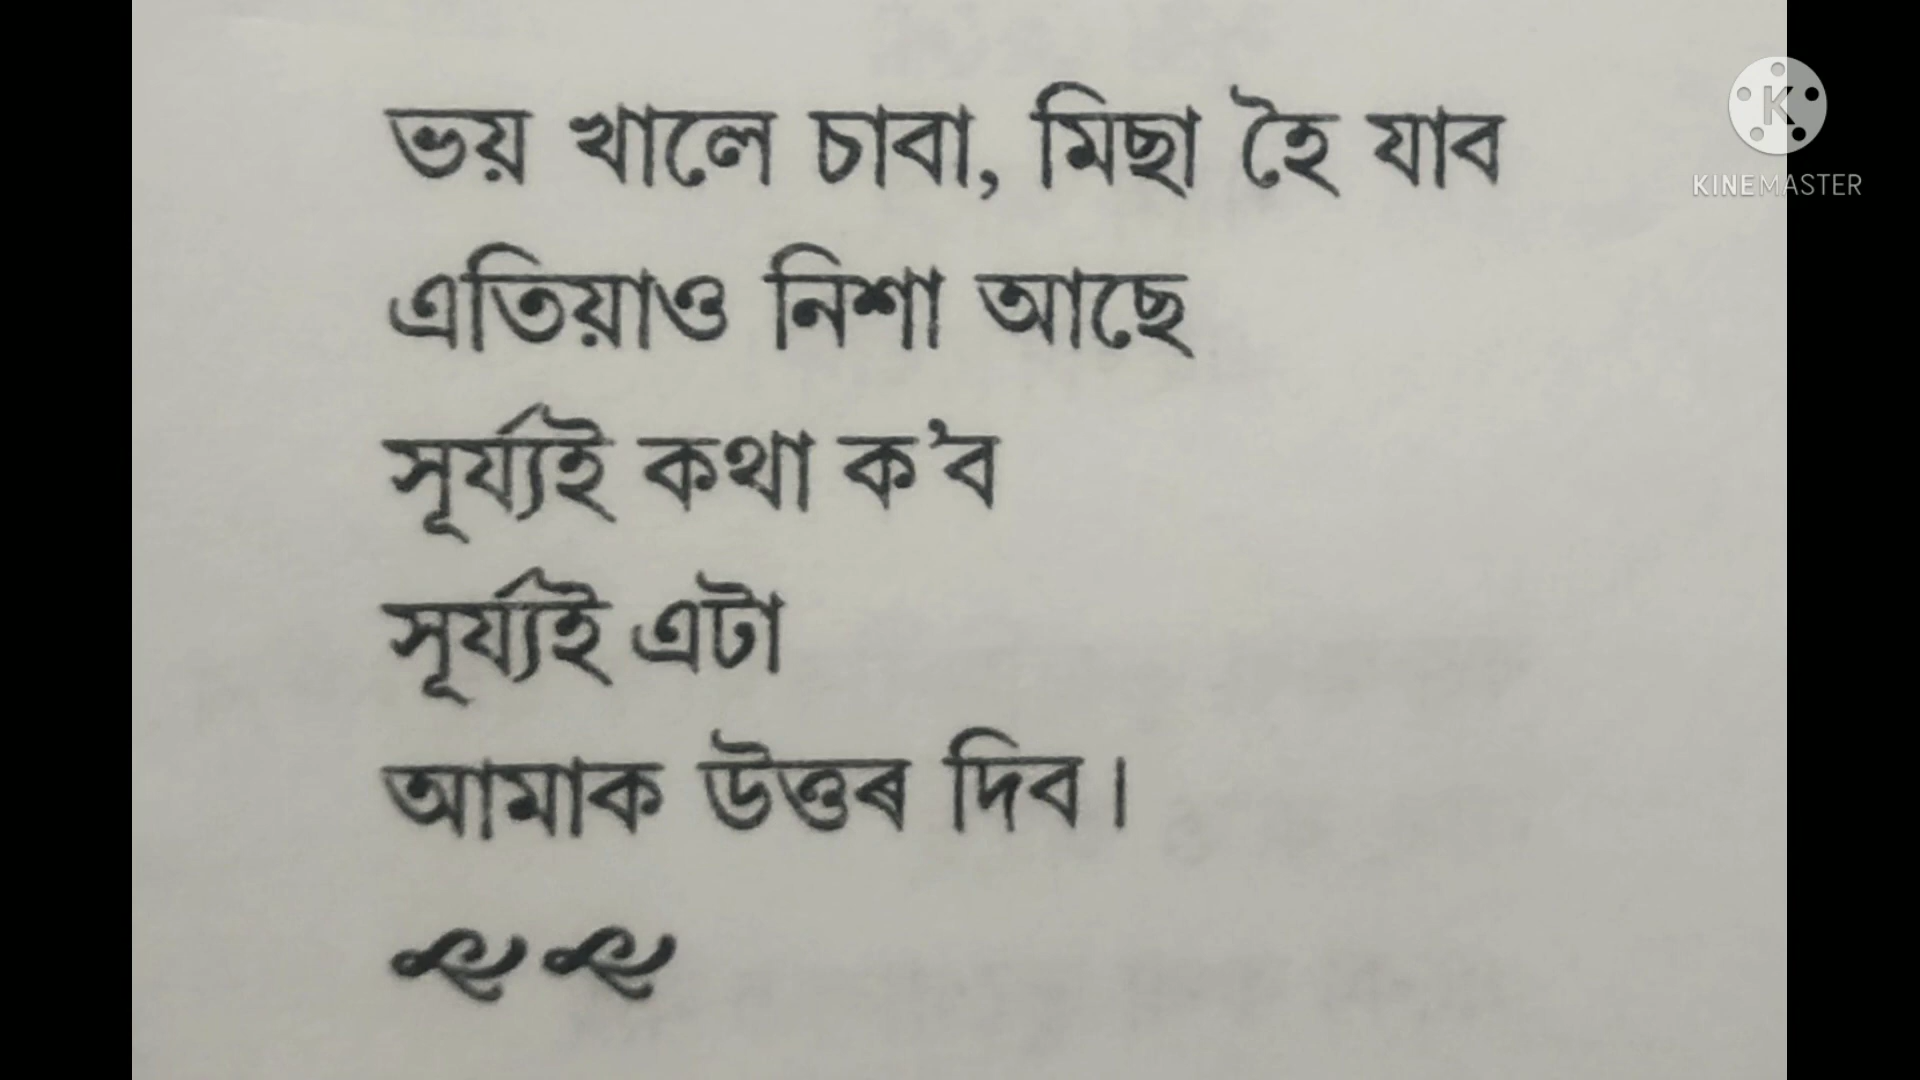 ভয় খালে চাবা, মিছা হৈ যাব
এতিয়াও নিশা আছে
সূৰ্য্যই কথা ক'ব
সূৰ্য্যই এটা
আমাক উত্তৰ দিব।
KINEMASTER